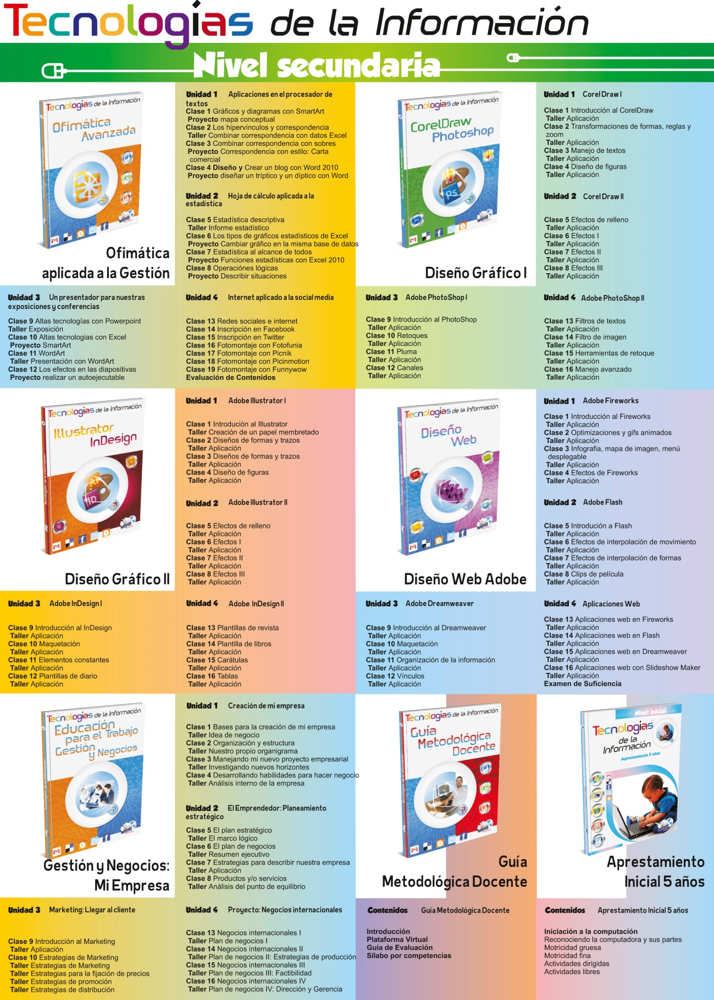 Tecnologías de la Información
Nivel secundaria
Tecnologías de la Información
Ofimática
Avanzada
Tecnologías de la Información
Ofimática
aplicada a la Gestión
Unidad 1 Aplicaciones en el procesador de
textos
Clase 1 Gráficos y diagramas con SmartArt
Proyecto mapa conceptual
Clase 2 Los hipervínculos y correspondencia
Taller Combinar correspondencia con datos Excel
Clase 3 Combinar correspondencia con sobres
Proyecto Correspondencia con estilo: Carta
comercial
Clase 4 Diseño y Crear un blog con Word 2010
Proyecto diseñar un tríptico y un díptico con Word
Unidad 2 Hoja de cálculo aplicada a la
estadística
Clase 5 Estadística descriptiva
Taller Informe estadístico
Clase 6 Los tipos de gráficos estadísticos de Excel
Proyecto Cambiar gráfico en la misma base de datos
Clase 7 Estadística al alcance de todos
Proyecto Funciones estadísticas con Excel 2010
Clase 8 Operaciónes lógicas
Proyecto Describir situaciones
Unidad 3 Un presentador para nuestras
exposiciones y conferencias
Clase 9 Altas tecnologías con Powerpoint
Taller Exposición
Clase 10 Altas tecnologias con Excel
Proyecto SmartArt
Clase 11 WordArt
Taller Presentación con WordArt
Clase 12 Los efectos en las diapositivas
Proyecto realizar un autoejecutable
Unidad 4 Internet aplicado a la social media
Clase 13 Redes sociales e internet
Clase 14 Inscripción en Facebook
Clase 15 Inscripción en Twitter
Clase 16 Fotomontaje con Fotofunia
Clase 17 Fotomontaje con Picnik
Clase 18 Fotomontaje con Picinmotion
Clase 19 Fotomontaje con Funnywow
Evaluación de Contenidos
Tecnologías de la Información
CorelDraw
Photoshop
Ps
Tecnologías de la Información
Diseño Gráfico I
Unidad 1 Corel Draw I
Clase 1 Introducción al CorelDraw
Taller Aplicación
Clase 2 Transformaciones de formas, reglas y
zoom
Taller Aplicación
Clase 3 Manejo de textos
Taller Aplicación
Clase 4 Diseño de figuras
Taller Aplicación
Unidad 2 Corel Draw II
Clase 5 Efectos de relleno
Taller Aplicación
Clase 6 Efectos I
Taller Aplicación
Clase 7 Efectos II
Taller Aplicación
Clase 8 Efectos III
Taller Aplicación
Unidad 3 Adobe PhotoShop I
Clase 9 Introducción al PhotoShop
Taller Aplicación
Clase 10 Retoques
Taller Aplicación
Clase 11 Pluma
Taller Aplicación
Clase 12 Canales
Taller Aplicación
Unidad 4 Adobe PhotoShop II
Clase 13 Filtros de textos
Taller Aplicación
Clase 14 Filtro de imagen
Taller Aplicación
Clase 15 Herramientas de retoque
Taller Aplicación
Clase 16 Manejo avanzado
Taller Aplicación
Tecnologías de la Información
Illustrator
InDesign
Ai
ID
Tecnologías de la Información
Diseño Gráfico II
Unidad 1 Adobe Illustrator I
Clase 1 Introdución al Illustrator
Taller Creación de un papel membretado
Clase 2 Diseños de formas y trazos
Taller Aplicación
Clase 3 Diseños de formas y trazos
Taller Aplicación
Clase 4 Diseño de figuras
Taller Aplicación
Unidad 2 Adobe Illustrator II
Clase 5 Efectos de relleno
Taller Aplicación
Clase 6 Efectos I
Taller Aplicación
Clase 7 Efectos II
Taller Aplicación
Clase 8 Efectos III
Taller Aplicación
Unidad 3 Adobe InDesign I
Clase 9 Introducción al InDesign
Taller Aplicación
Clase 10 Maquetación
Taller Aplicación
Clase 11 Elementos constantes
Taller Aplicación
Clase 12 Plantillas de diario
Taller Aplicación
Unidad 4 Adobe InDesign II
Clase 13 Plantillas de revista
Taller Aplicación
Clase 14 Plantilla de libros
Taller Aplicación
Clase 15 Carátulas
Taller Aplicación
Clase 16 Tablas
Taller Aplicación
Tecnologías de la Información
Diseño
Web
Tecnologías de la Información
Diseño Web Adobe
Unidad 1 Adobe Fireworks
Clase 1 Introducción al Fireworks
Taller Aplicación
Clase 2 Optimizaciones y gifs animados
Taller Aplicación
Clase 3 Infografia, mapa de imagen, menú
desplegable
Taller Aplicación
Clase 4 Efectos de Fireworks
Taller Aplicación
Unidad 2 Adobe Flash
Clase 5 Introdución a Flash
Taller Aplicación
Clase 6 Efectos de interpolación de movimiento
Taller Aplicación
Clase 7 Efectos de interpolación de formas
Taller Aplicación
Clase 8 Clips de película
Taller Aplicación
Unidad 3 Adobe Dreamweaver
Clase 9 Introducción al Dreamweaver
Taller Aplicación
Clase 10 Maquetación
Taller Aplicación
Clase 11 Organización de la información
Taller Aplicación
Clase 12 Vínculos
Taller Aplicación
Unidad 4 Aplicaciones Web
Clase 13 Aplicaciones web en Fireworks
Taller Aplicación
Clase 14 Aplicaciones web en Flash
Taller Aplicación
Clase 15 Aplicaciones web en Dreamweaver
Taller Aplicación
Clase 16 Aplicaciones web con Slideshow Maker
Taller Aplicación
Examen de Suficiencia
Tecnologías de la Información
Educación
para el Trabajo
Gestión
y Negocios
Gestión y Negocios:
Mi Empresa
Unidad 1 Creación de mi empresa
Clase 1 Bases para la creación de mi empresa
Taller Idea de negocio
Clase 2 Organización y estructura
Taller Nuestro propio organigrama
Clase 3 Manejando mi nuevo proyecto empresarial
Taller Investigando nuevos horizontes
Clase 4 Desarrollando habilidades para hacer negocio
Taller Análisis interno de la empresa
Unidad 2 El Emprendedor: Planeamiento
estratégico
Clase 5 El plan estratégico
Taller El marco lógico
Clase 6 El plan de negocios
Taller Resumen ejecutivo
Clase 7 Estrategias para describir nuestra empresa
Taller Aplicación
Clase 8 Productos y/o servicios
Taller Análisis del punto de equilibrio
Unidad 3 Marketing: Llegar al cliente
Clase 9 Introducción al Marketing
Taller Aplicación
Clase 10 Estrategias de Marketing
Taller Estrategias de Marketing
Taller Estrategias para la fijación de precios
Taller Estrategias de promoción
Taller Estrategias de distribución
Unidad 4 Proyecto: Negocios internacionales
Clase 13 Negocios internacionales I
Taller Plan de negocios I
Clase 14 Negocios internacionales II
Taller Plan de negocios II: Estrategias de producción
Clase 15 Negocios internacionales III
Taller Plan de negocios III: Factibilidad
Clase 16 Negocios internacionales IV
Taller Plan de negocios IV: Dirección y Gerencia
Tecnologías de la Información
Guía
Metodológica
Docente
Guía
Metodológica Docente
Contenidos Guía Metodológica Docente
Introducción
Plataforma Virtual
Guía de Evaluación
Sílabo por competencias
Nivel inicial
Tecnologías
de la
Información
Aprestamiento 5 años
Aprestamiento
Inicial 5 años
Contenidos Aprestamiento Inicial 5 años
Iniciación a la computación
Reconociendo la computadora y sus partes
Motricidad gruesa
Motricidad fina
Actividades dirigidas
Actividades libres